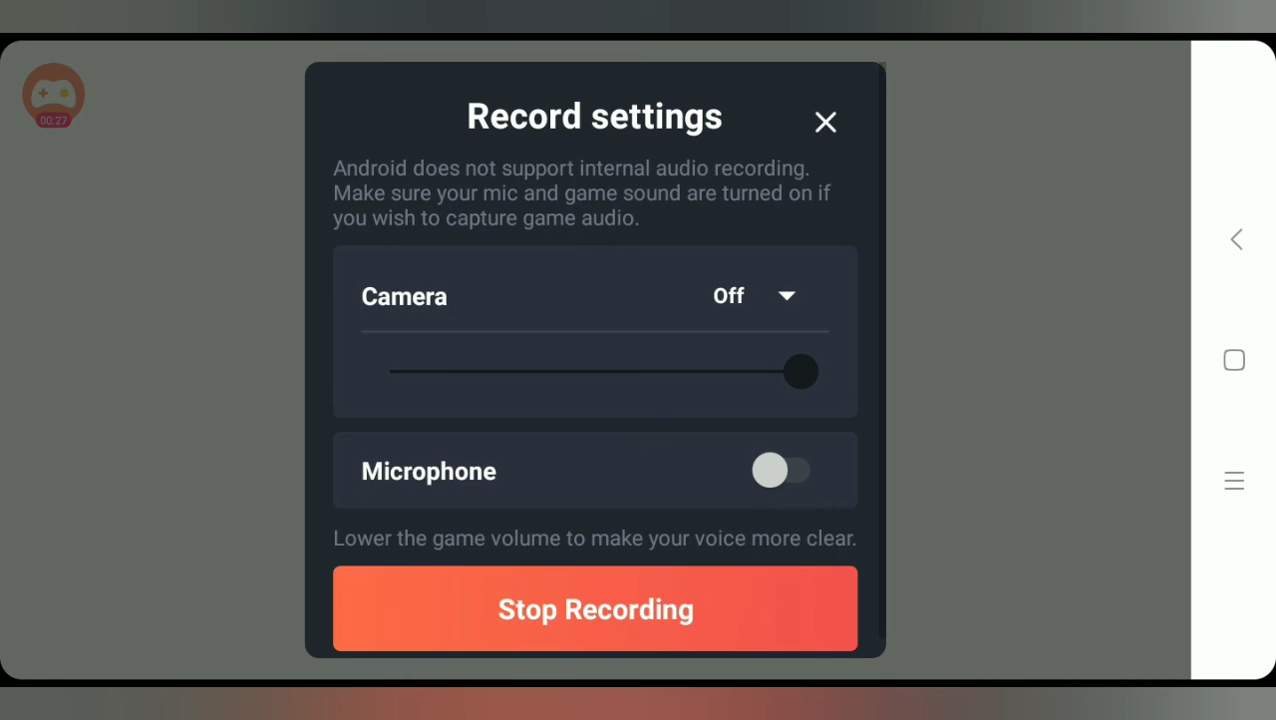 00:27
Record settings
Android does not support internal audio recording.
Make sure your mic and game sound are turned on if
you wish to capture game audio.
Camera Off
Microphone
Lower the game volume to make your voice more clear.
Stop Recording